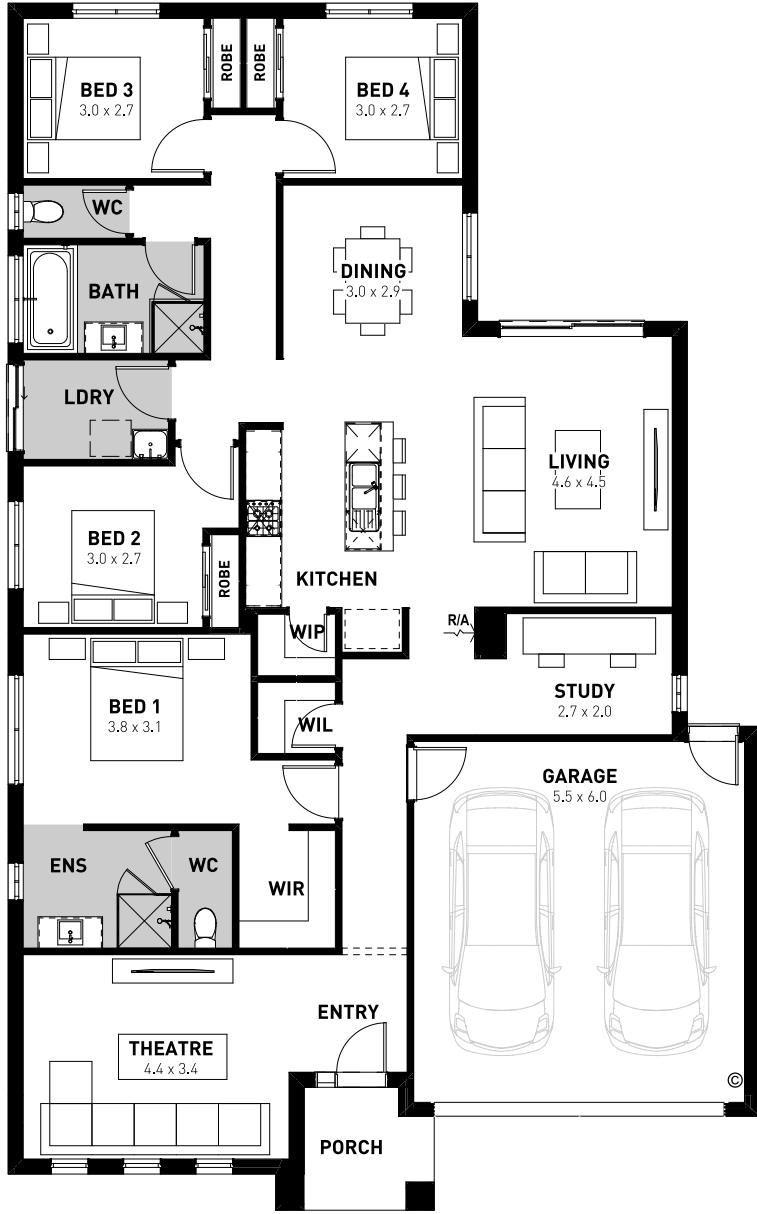 BED 3
3.0 x 2.7
ROBE
ROBE
BED 4
3.0 x 2.7
WC
BATH
DINING
3.0 x 2.9
LDRY
LIVING
4.6 x 4.5
BED 2
3.0 x 2.7
ROBE
KITCHEN
WIP
R/A
BED 1
3.8 x 3.1
WIL
STUDY
2.7 x 2.0
GARAGE
5.5 x 6.0
ENS
WC
WIR
ENTRY
THEATRE
4.4 x 3.4
©
PORCH